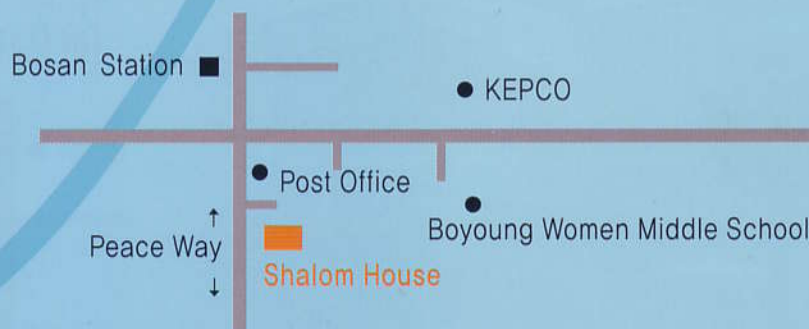 Bosan Station
KEPCO
Post Office
Boyoung Women Middle School
↑
Peace Way
↓
Shalom House